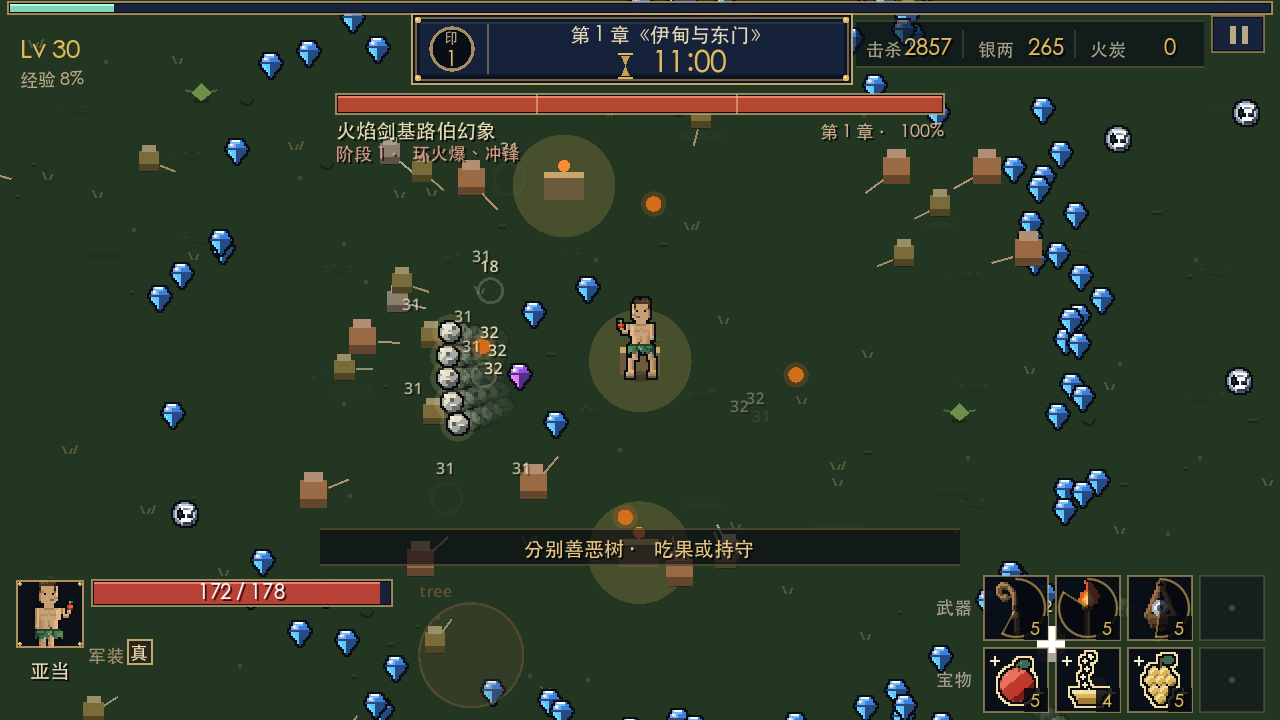 LV 30
经验 8%
印
1
第 1 章《伊甸与东门》
11:00
击杀 2857
银两 265
火炭 0
火焰剑基路伯幻象
第 1 章 · 100%
环火爆、冲锋
31
18
31
31
32
31
32
32
31
32
32
31
31
31
分别善恶树 · 吃果或持守
tree
172 / 178
军装 真
亚当
武器
5
5
5
宝物
5
4
5